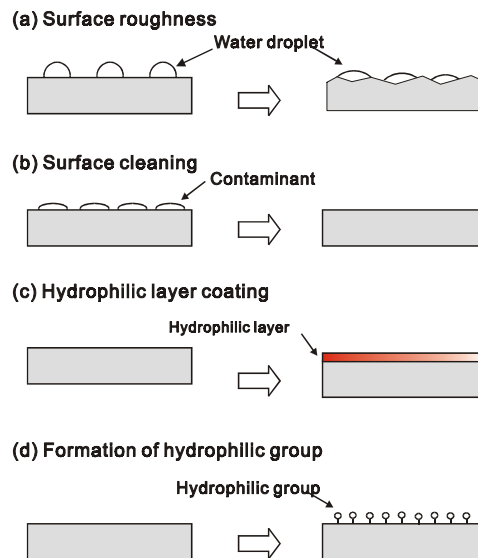 (a) Surface roughness
Water droplet
(b) Surface cleaning
Contaminant
(c) Hydrophilic layer coating
Hydrophilic layer
(d) Formation of hydrophilic group
Hydrophilic group